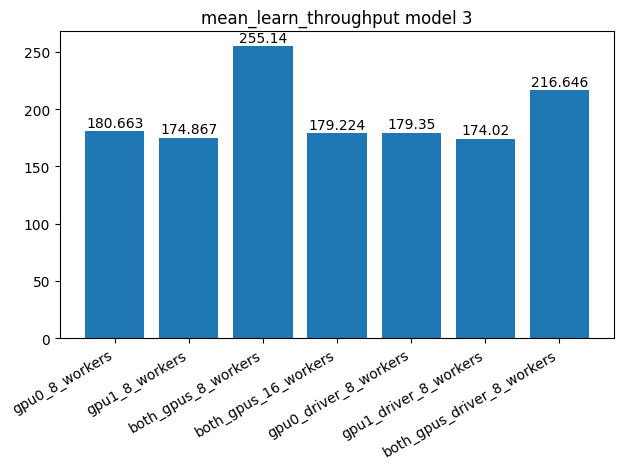 mean_learn_throughput model 3
250
200
150
100
50
0
180.663
174.867
255.14
179.224
179.35
174.02
216.646
gpu0_8_workers
gpu1_8_workers
both_gpus_8_workers
both_gpus_16_workers
gpu0_driver_8_workers
gpu1_driver_8_workers
both_gpus_driver_8_workers